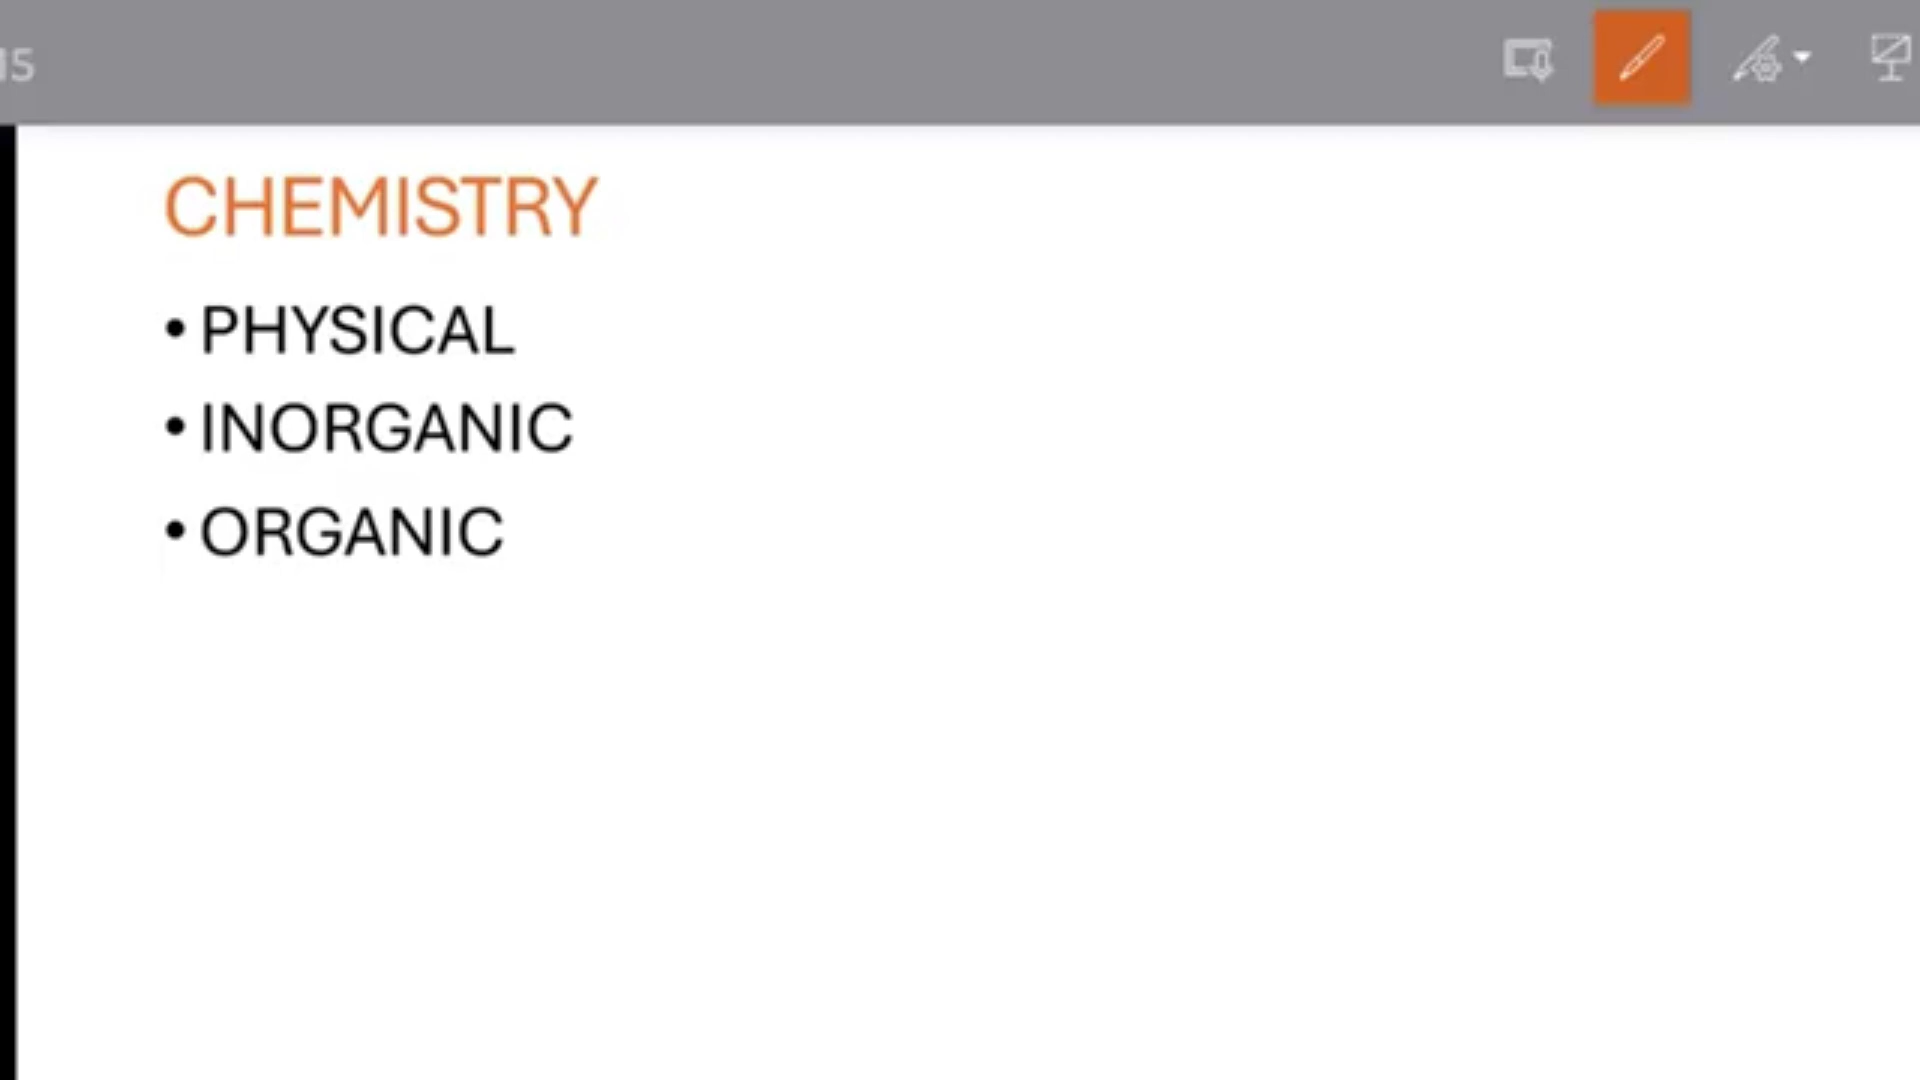 CHEMISTRY
• PHYSICAL
• INORGANIC
• ORGANIC